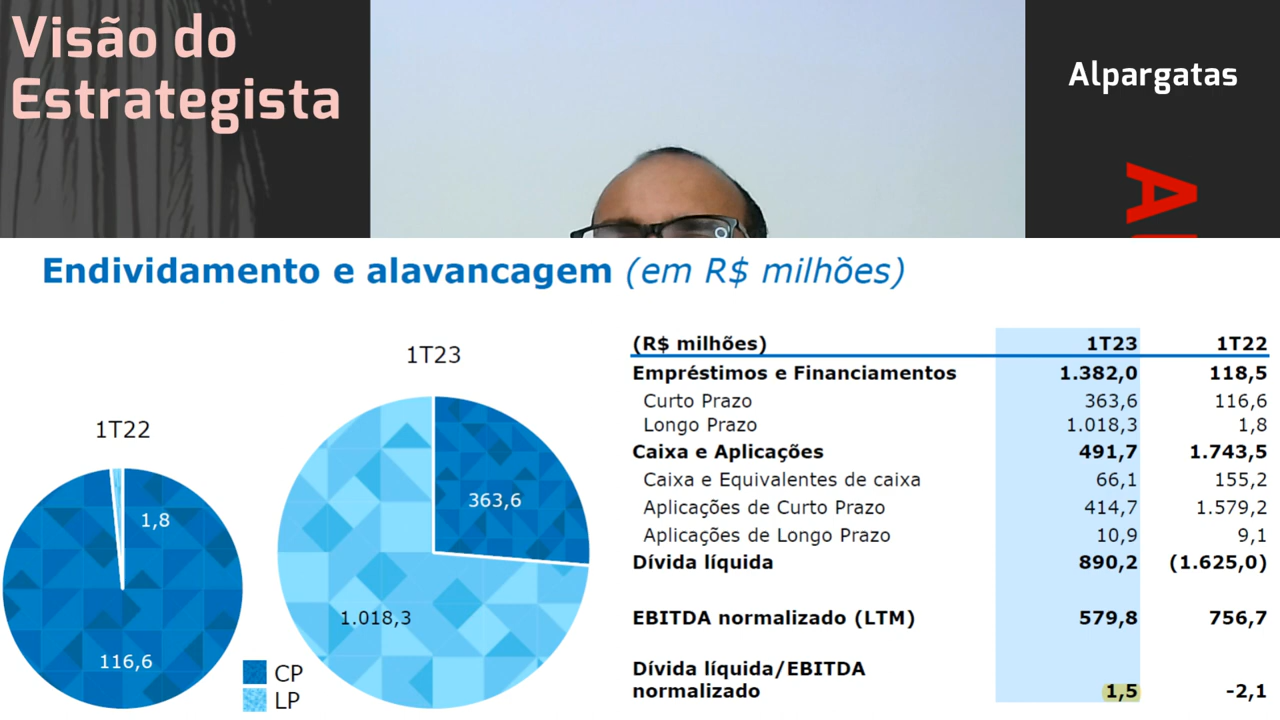 Visão do
Estrategista
Alpargatas
A
Endividamento e alavancagem (em R$ milhões)
1T22
1,8
116,6
1T23
363,6
1.018,3
CP
LP
(R$ milhões) 1T23 1T22
Empréstimos e Financiamentos 1.382,0 118,5
Curto Prazo 363,6 116,6
Longo Prazo 1.018,3 1,8
Caixa e Aplicações 491,7 1.743,5
Caixa e Equivalentes de caixa 66,1 155,2
Aplicações de Curto Prazo 414,7 1.579,2
Aplicações de Longo Prazo 10,9 9,1
Dívida líquida 890,2 (1.625,0)
EBITDA normalizado (LTM) 579,8 756,7
Dívida líquida/EBITDA
normalizado 1,5 -2,1